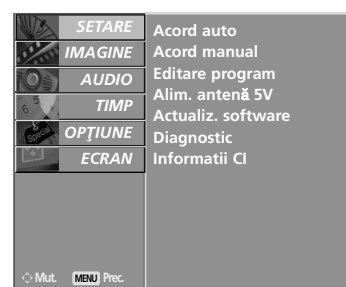 SETARE
IMAGINE
AUDIO
TIMP
OPŢIUNE
ECRAN
Acord auto
Acord manual
Editare program
Alim. antenă 5V
Actualiz. software
Diagnostic
Informatii CI
Mut. MENU Prec.